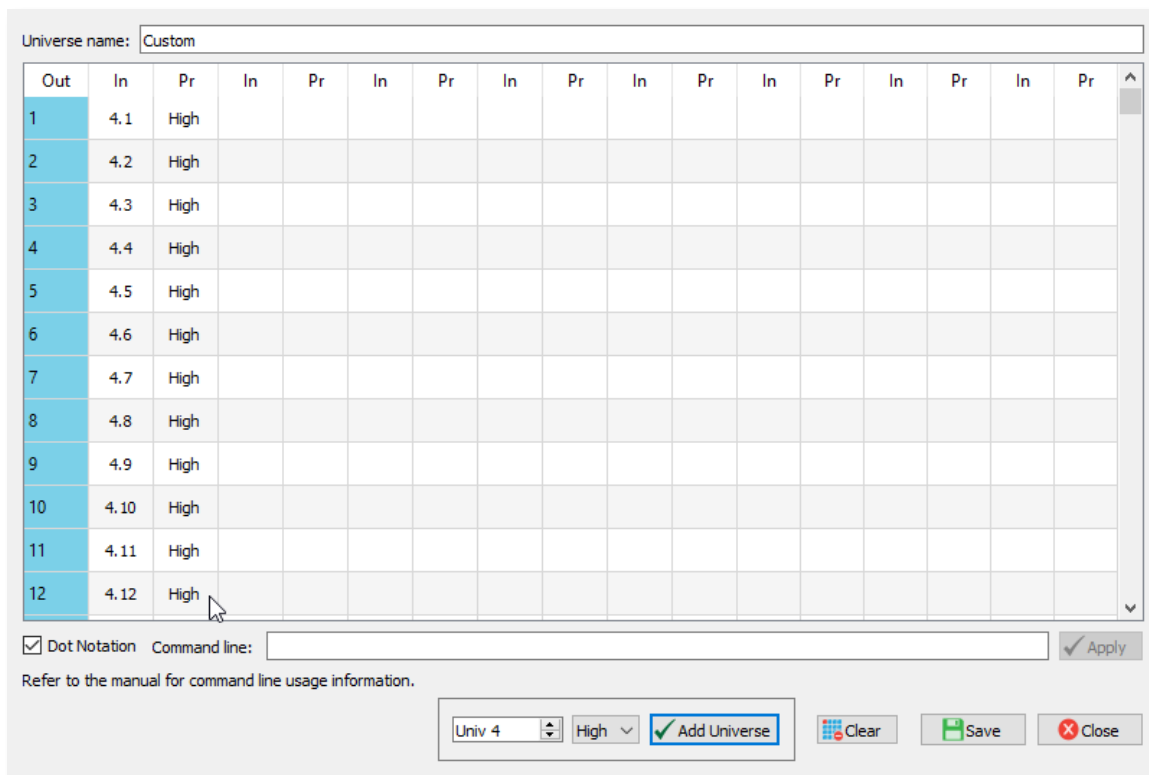 Universe name: Custom
Out In Pr In Pr In Pr In Pr In Pr In Pr In Pr In Pr
1 4.1 High
2 4.2 High
3 4.3 High
4 4.4 High
5 4.5 High
6 4.6 High
7 4.7 High
8 4.8 High
9 4.9 High
10 4.10 High
11 4.11 High
12 4.12 High
Dot Notation Command line: Apply
Refer to the manual for command line usage information.
Univ 4 High Add Universe Clear Save Close